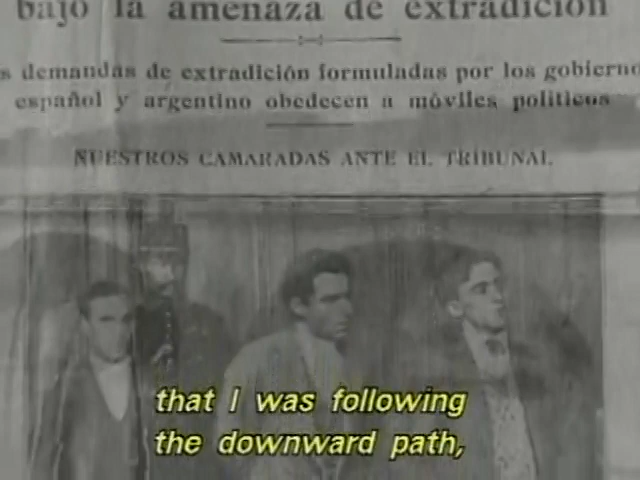 bajo la amenaza de extradición
s demandas de extradición formuladas por los gobierno
español y argentino obedecen a móviles politicos
NUESTROS CAMARADAS ANTE EL TRIBUNAL
that I was following
the downward path,